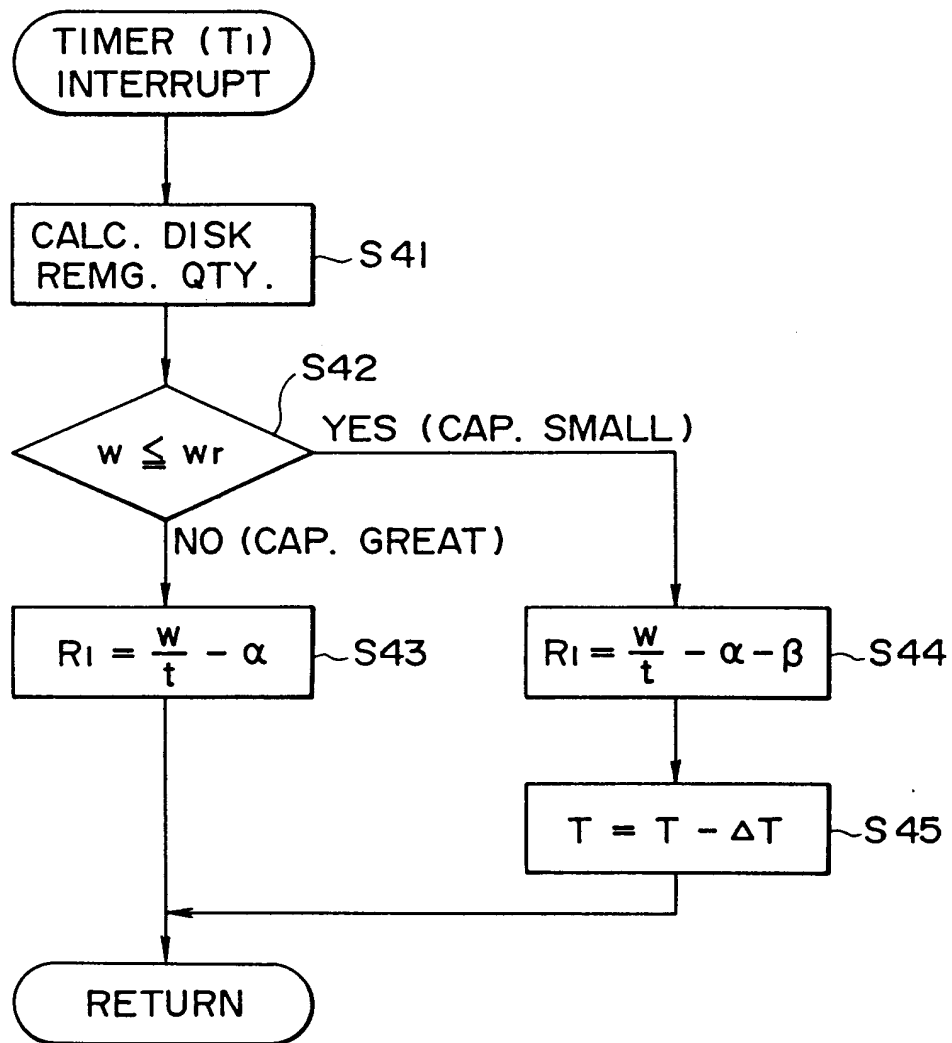 TIMER (T1)
INTERRUPT
CALC. DISK
REMG. QTY.
S41
S42
w ≦ wr
YES (CAP. SMALL)
NO (CAP. GREAT)
R1 = w/t - α
S43
R1 = w/t - α - β
S44
T = T - ΔT
S45
RETURN